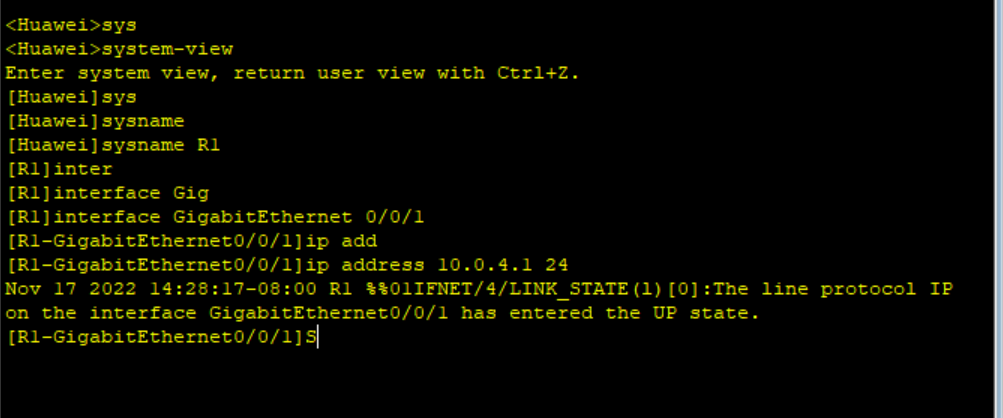 <Huawei>sys
<Huawei>system-view
Enter system view, return user view with Ctrl+Z.
[Huawei]sys
[Huawei]sysname
[Huawei]sysname R1
[R1]inter
[R1]interface Gig
[R1]interface GigabitEthernet 0/0/1
[R1-GigabitEthernet0/0/1]ip add
[R1-GigabitEthernet0/0/1]ip address 10.0.4.1 24
Nov 17 2022 14:28:17-08:00 R1 %%01IFNET/4/LINK_STATE(l)[0]:The line protocol IP
on the interface GigabitEthernet0/0/1 has entered the UP state.
[R1-GigabitEthernet0/0/1]S